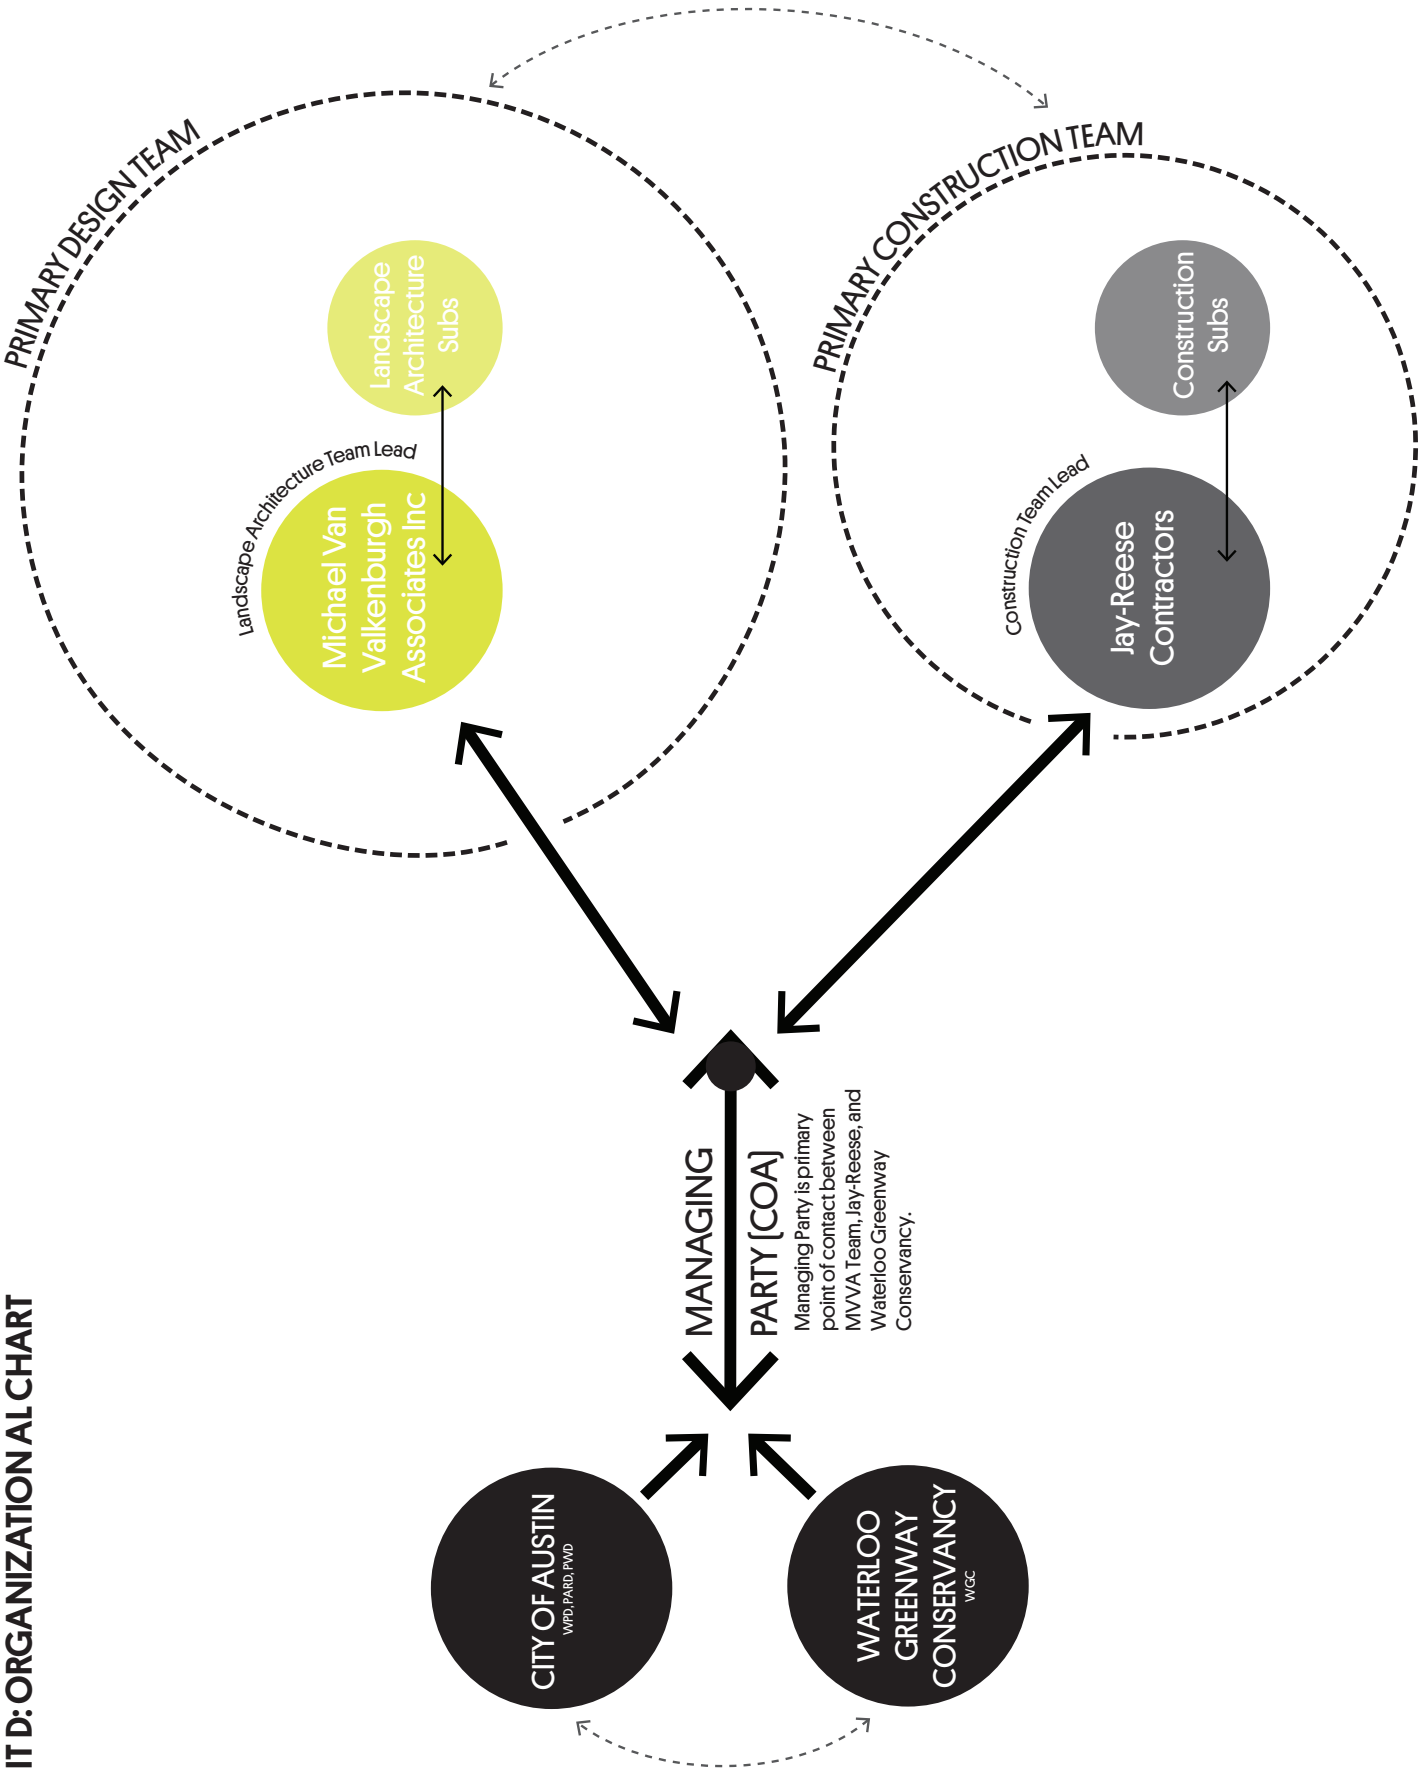 IT D: ORGANIZATIONAL CHART
CITY OF AUSTIN
WPD, PARD, PWD
WATERLOO
GREENWAY
CONSERVANCY
WGC
MANAGING
PARTY [COA]
Managing Party is primary
point of contact between
MVVA Team, Jay-Reese, and
Waterloo Greenway
Conservancy.
PRIMARY DESIGN TEAM
Landscape Architecture Team Lead
Michael Van
Valkenburgh
Associates Inc
Landscape
Architecture
Subs
PRIMARY CONSTRUCTION TEAM
Construction Team Lead
Jay-Reese
Contractors
Construction
Subs